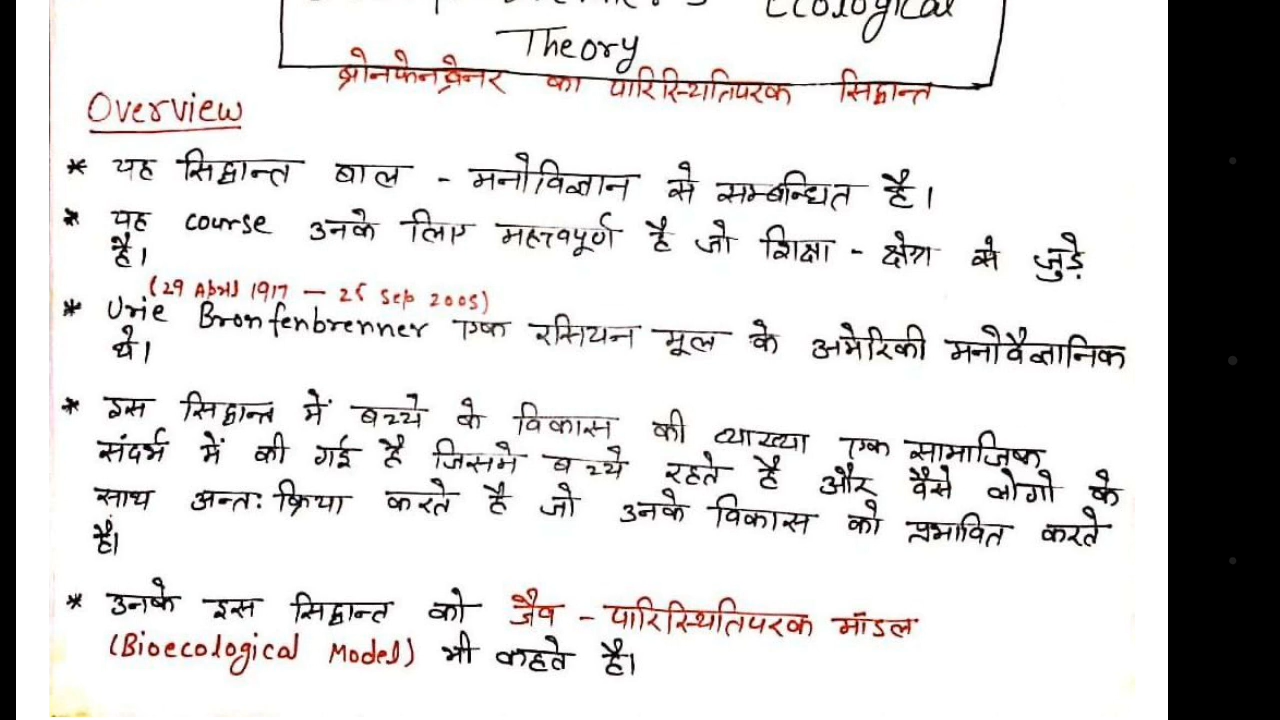 Ecological
Theory
ब्रोनफेनब्रेनर का पारिस्थितिपरक सिद्धान्त
Overview
* यह सिद्धान्त बाल - मनोविज्ञान से सम्बन्धित है।
* यह course उनके लिए महत्वपूर्ण है जो शिक्षा - क्षेत्र से जुड़े
है।
(29 April 1917 – 25 Sep 2005)
* Urie Bronfenbrenner एक रसियन मूल के अमेरिकी मनोवैज्ञानिक
थे।
* इस सिद्धान्त में बच्चे के विकास की व्याख्या एक सामाजिक
संदर्भ में की गई है जिसमे बच्चे रहते है और वैसे लोगो के
साथ अन्तः क्रिया करते है जो उनके विकास को प्रभावित करते
हैं।
* उनके इस सिद्धान्त को जैव - पारिस्थितिपरक मॉडल
(Bioecological Model) भी कहते है।